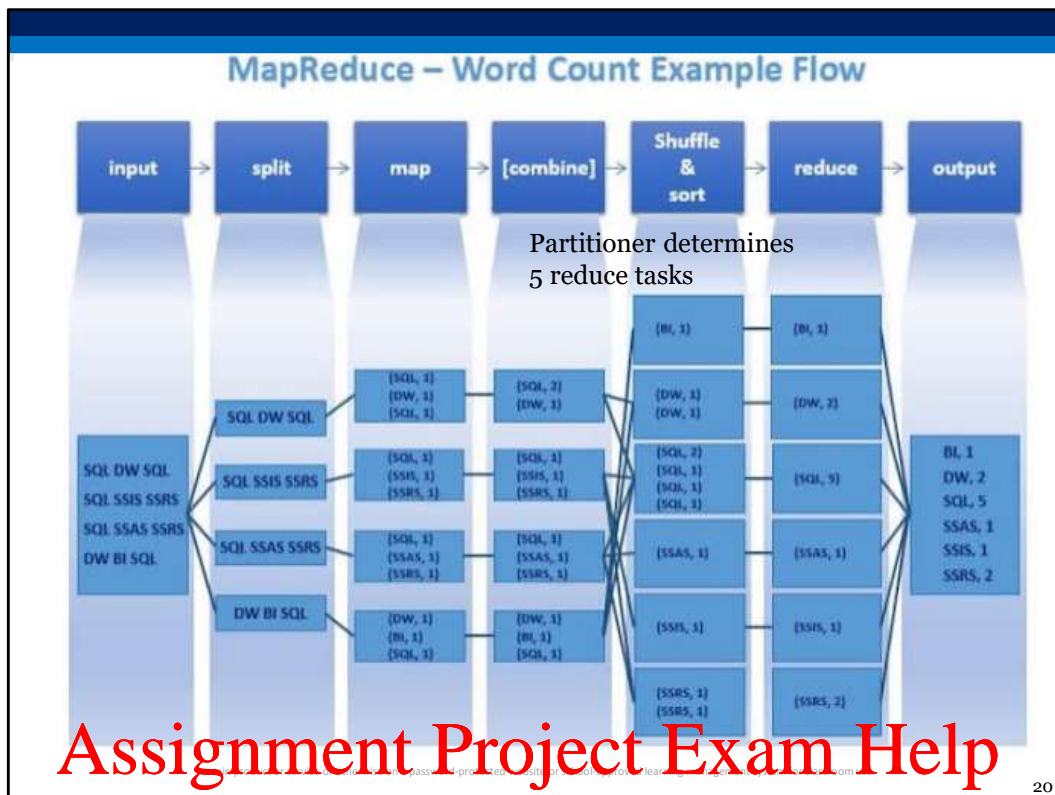 MapReduce – Word Count Example Flow
input
split
map
[combine]
Shuffle
&
sort
reduce
output
Partitioner determines
5 reduce tasks
SQL DW SQL
SQL SSIS SSRS
SQL SSAS SSRS
DW BI SQL
SQL DW SQL
SQL SSIS SSRS
SQL SSAS SSRS
DW BI SQL
(SQL, 1)
(DW, 1)
(SQL, 1)
(SQL, 1)
(SSIS, 1)
(SSRS, 1)
(SQL, 1)
(SSAS, 1)
(SSRS, 1)
(DW, 1)
(BI, 1)
(SQL, 1)
(SQL, 2)
(DW, 1)
(SQL, 1)
(SSIS, 1)
(SSRS, 1)
(SQL, 1)
(SSAS, 1)
(SSRS, 1)
(DW, 1)
(BI, 1)
(SQL, 1)
(BI, 1)
(DW, 1)
(DW, 1)
(SQL, 2)
(SQL, 1)
(SQL, 1)
(SQL, 1)
(SSAS, 1)
(SSIS, 1)
(SSRS, 1)
(SSRS, 1)
(BI, 1)
(DW, 2)
(SQL, 5)
(SSAS, 1)
(SSIS, 1)
(SSRS, 2)
BI, 1
DW, 2
SQL, 5
SSAS, 1
SSIS, 1
SSRS, 2
Assignment Project Exam Help
20